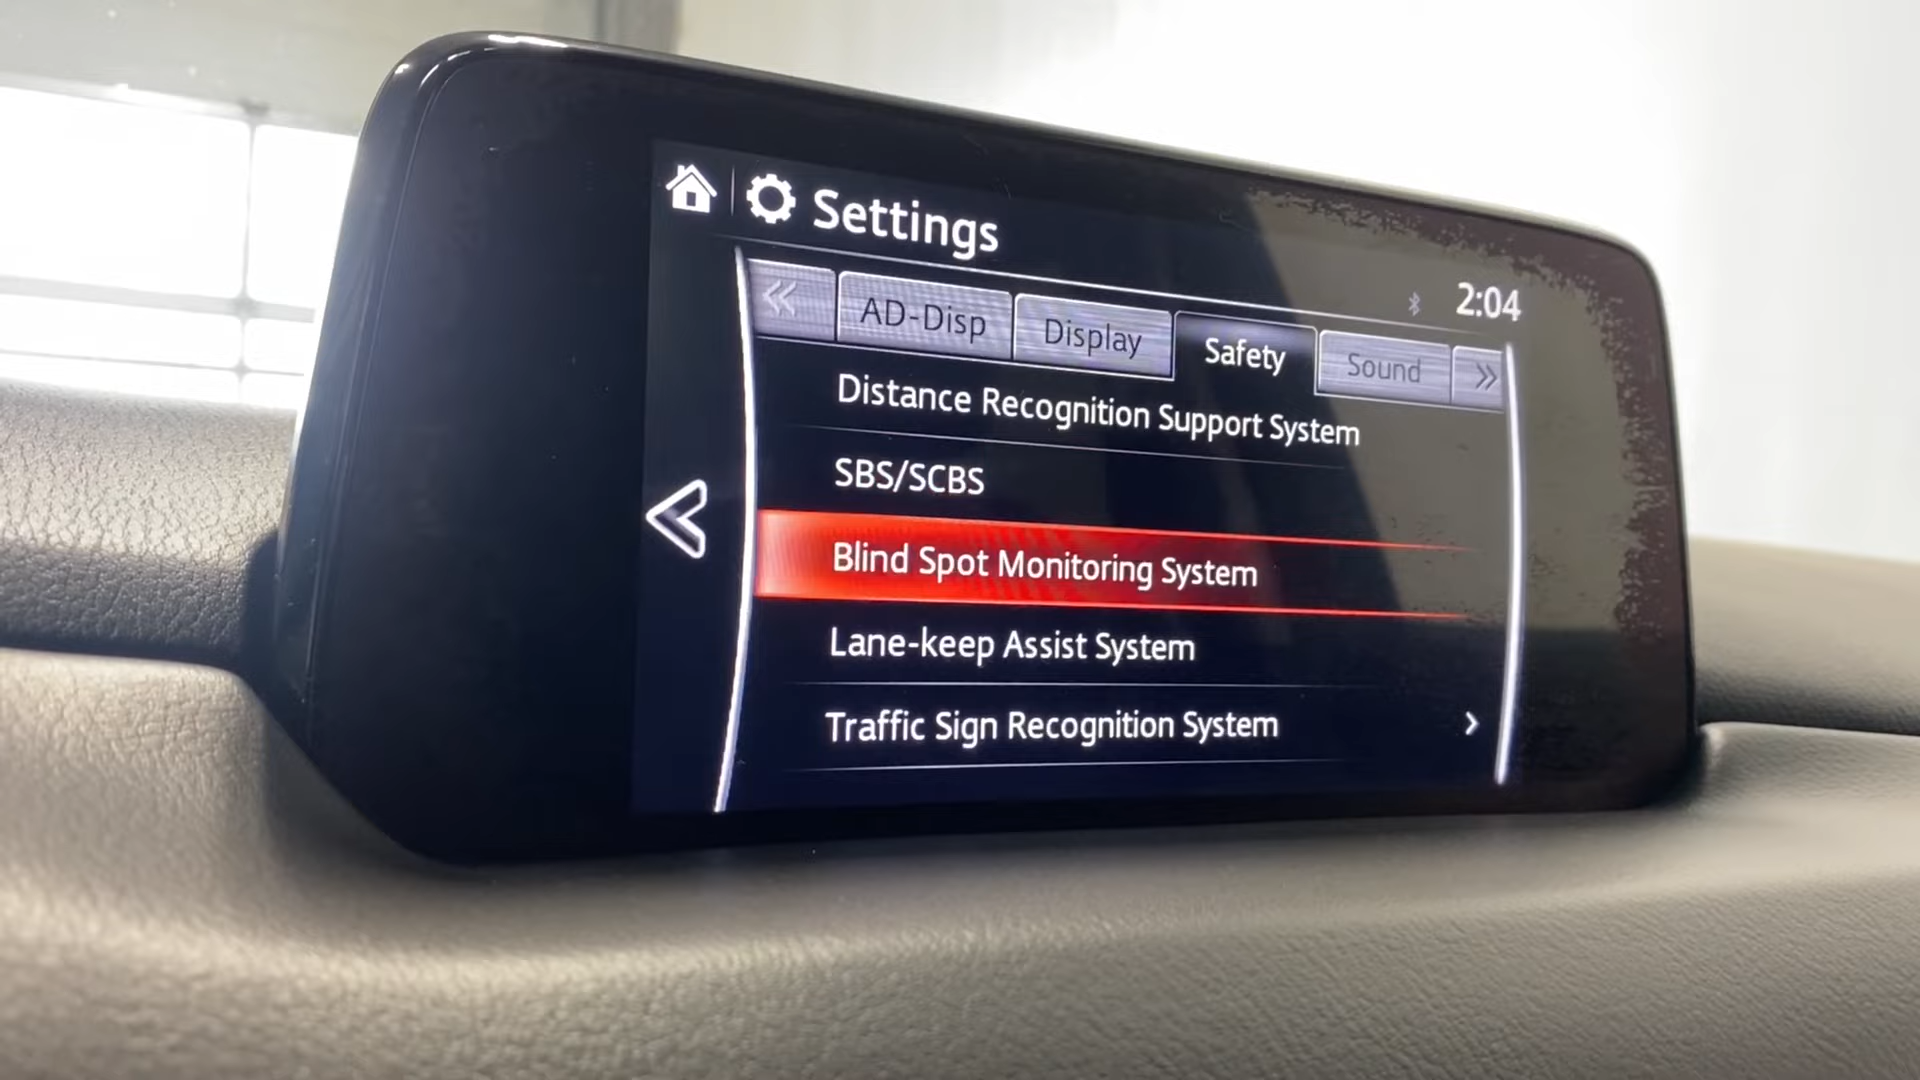 Settings
2:04
AD-Disp
Display
Safety
Sound
Distance Recognition Support System
SBS/SCBS
Blind Spot Monitoring System
Lane-keep Assist System
Traffic Sign Recognition System